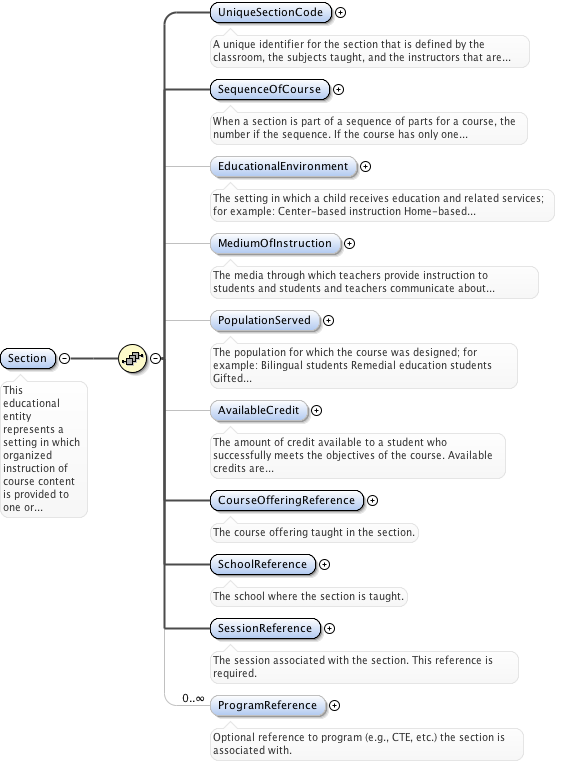 UniqueSectionCode
A unique identifier for the section that is defined by the
classroom, the subjects taught, and the instructors that are...
SequenceOfCourse
When a section is part of a sequence of parts for a course, the
number if the sequence. If the course has only one...
EducationalEnvironment
The setting in which a child receives education and related services;
for example: Center-based instruction Home-based...
MediumOfInstruction
The media through which teachers provide instruction to
students and students and teachers communicate about...
PopulationServed
The population for which the course was designed; for
example: Bilingual students Remedial education students
Gifted...
Section
This
educational
entity
represents a
setting in which
organized
instruction of
course content
is provided to
one or...
AvailableCredit
The amount of credit available to a student who
successfully meets the objectives of the course. Available
credits are...
CourseOfferingReference
The course offering taught in the section.
SchoolReference
The school where the section is taught.
SessionReference
The session associated with the section. This reference is
required.
0..∞
ProgramReference
Optional reference to program (e.g., CTE, etc.) the section is
associated with.